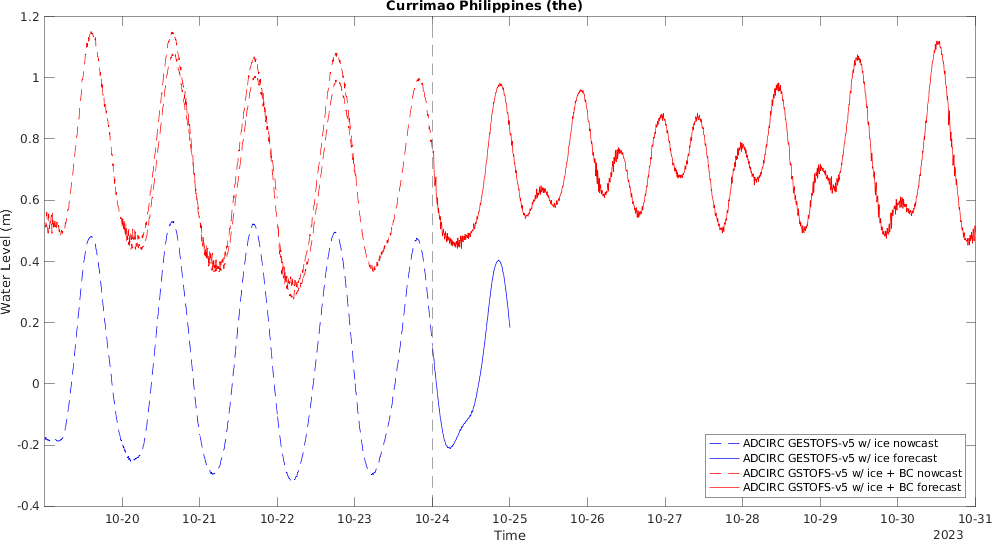 Currimao Philippines (the)
1.2
1
0.8
0.6
0.4
0.2
0
-0.2
-0.4
Water Level (m)
ADCIRC GESTOFS-v5 w/ ice nowcast
ADCIRC GESTOFS-v5 w/ ice forecast
ADCIRC GSTOFS-v5 w/ ice + BC nowcast
ADCIRC GSTOFS-v5 w/ ice + BC forecast
10-20 10-21 10-22 10-23 10-24 10-25 10-26 10-27 10-28 10-29 10-30 10-31
Time
2023